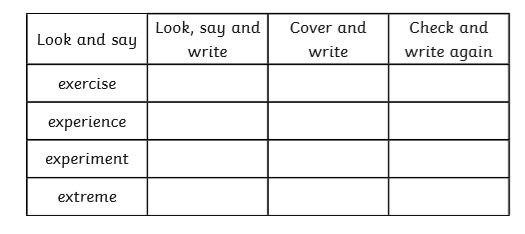 Look and say
Look, say and
write
Cover and
write
Check and
write again
exercise
experience
experiment
extreme